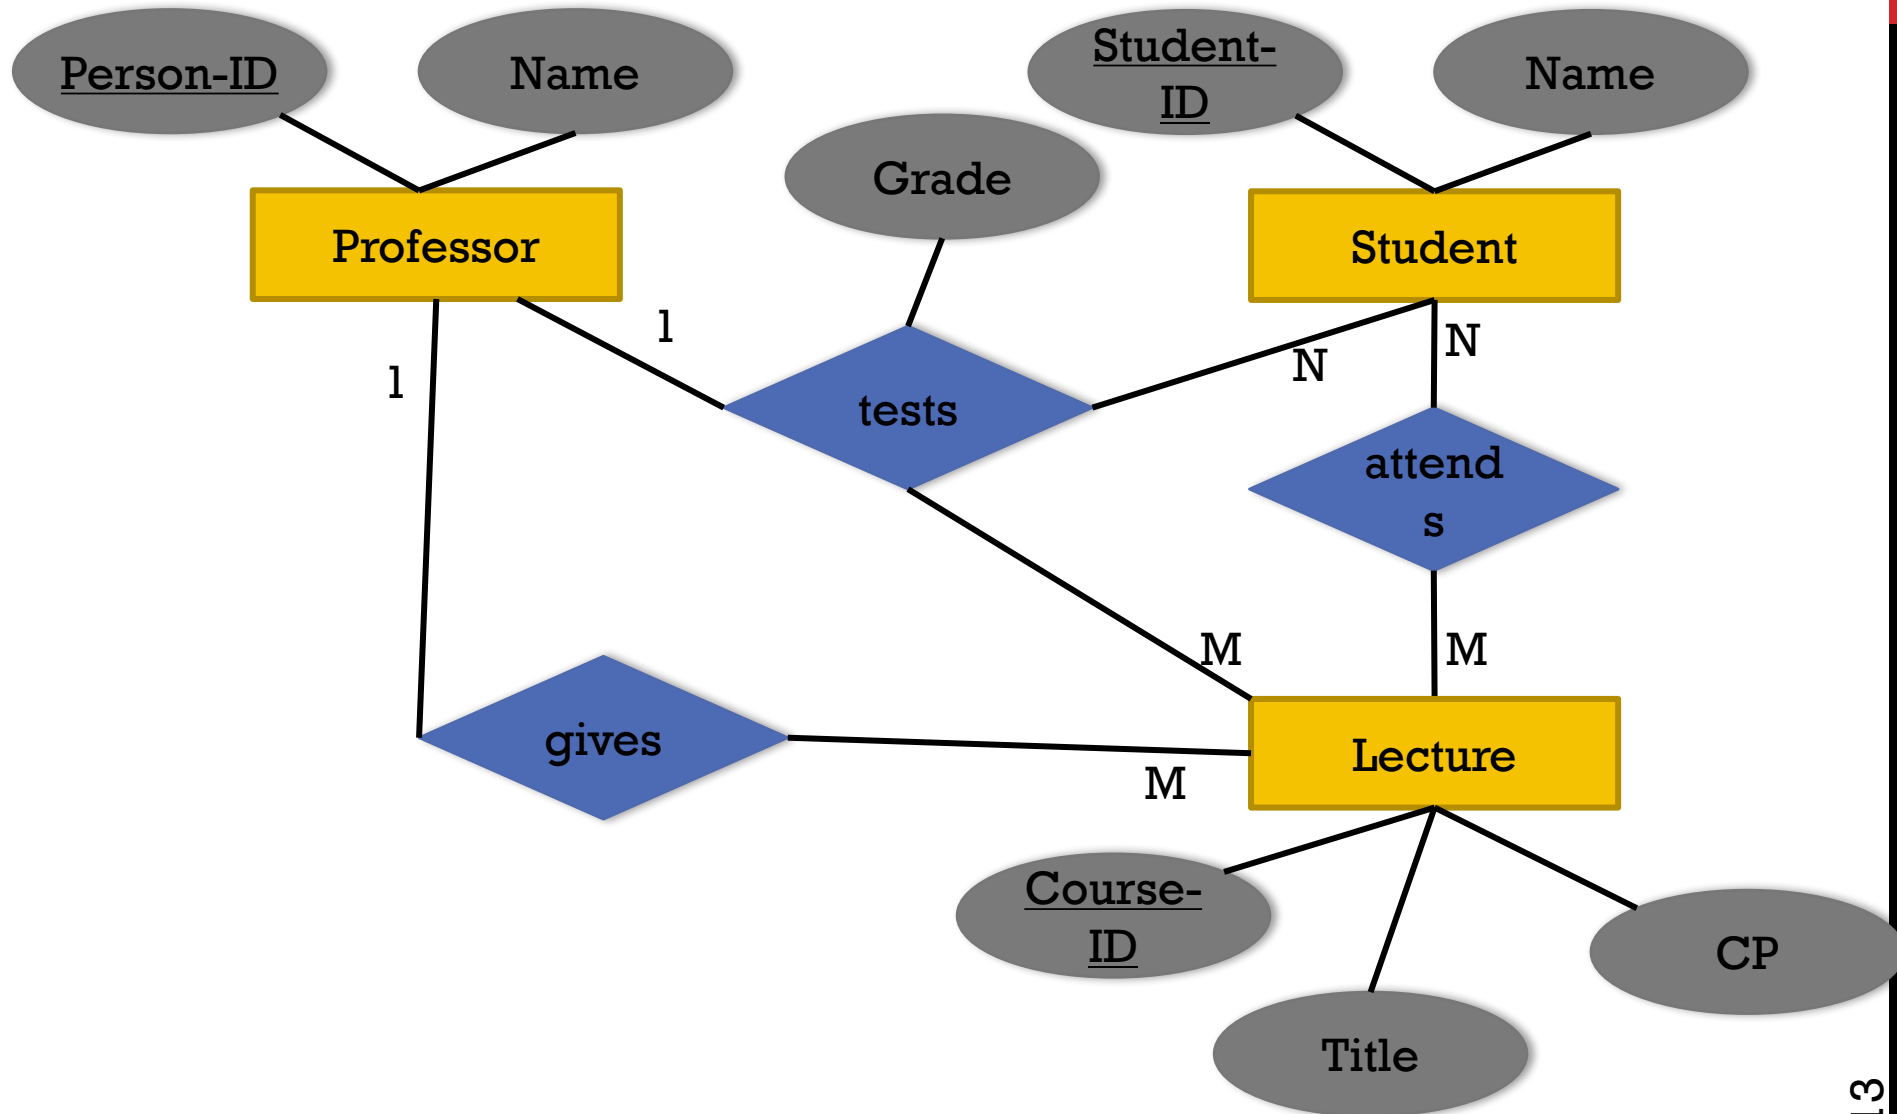 Person-ID
Name
Student-
ID
Name
Grade
Professor
Student
1
1
N
N
tests
attend
s
M
M
gives
M
Lecture
Course-
ID
CP
Title